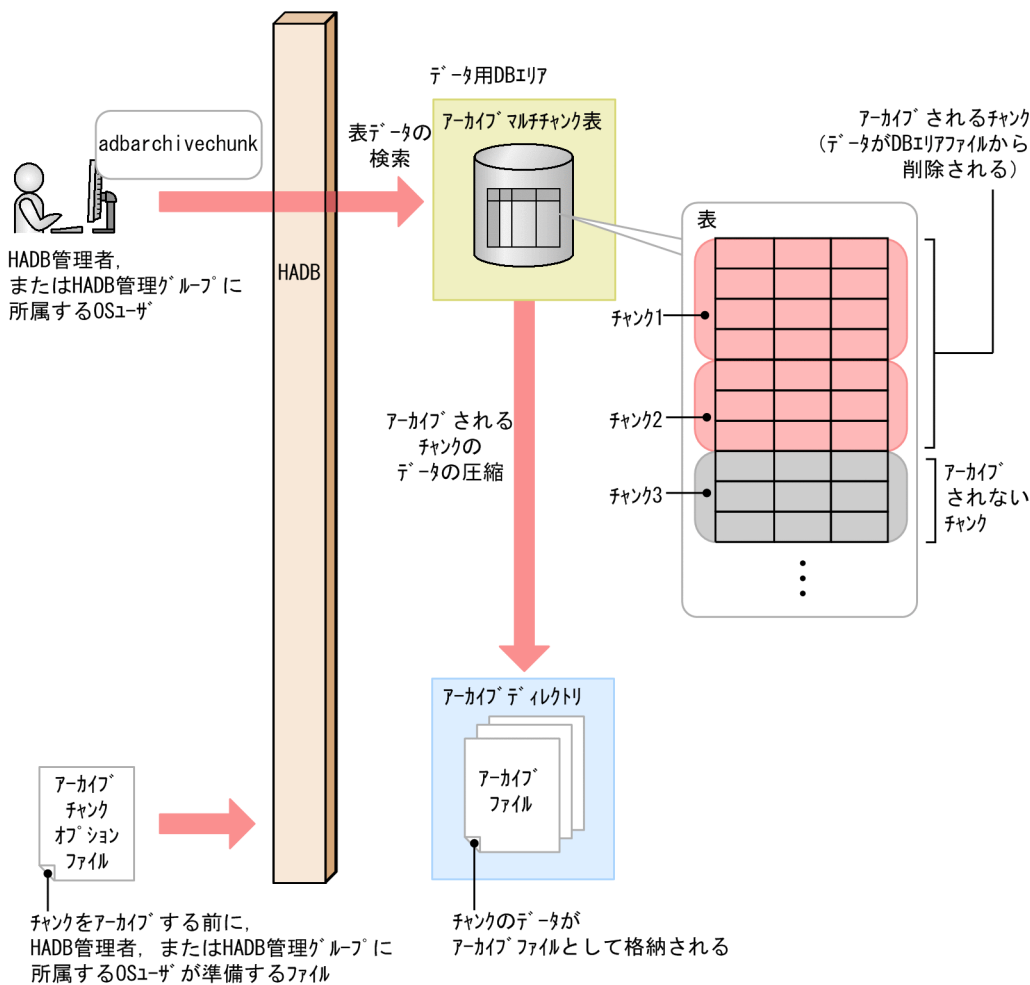 データ用DBエリア
adbarchivechunk
表データの
検索
アーカイブマルチチャンク表
アーカイブされるチャンク
（データがDBエリアファイルから
削除される）
HADB管理者，
またはHADB管理グループに
所属するOSユーザ
HADB
表
チャンク1
チャンク2
チャンク3
アーカイブ
されない
チャンク
アーカイブされる
チャンクの
データの圧縮
アーカイブディレクトリ
アーカイブ
ファイル
アーカイブ
チャンク
オプション
ファイル
チャンクをアーカイブする前に，
HADB管理者，またはHADB管理グループに
所属するOSユーザが準備するファイル
チャンクのデータが
アーカイブファイルとして格納される